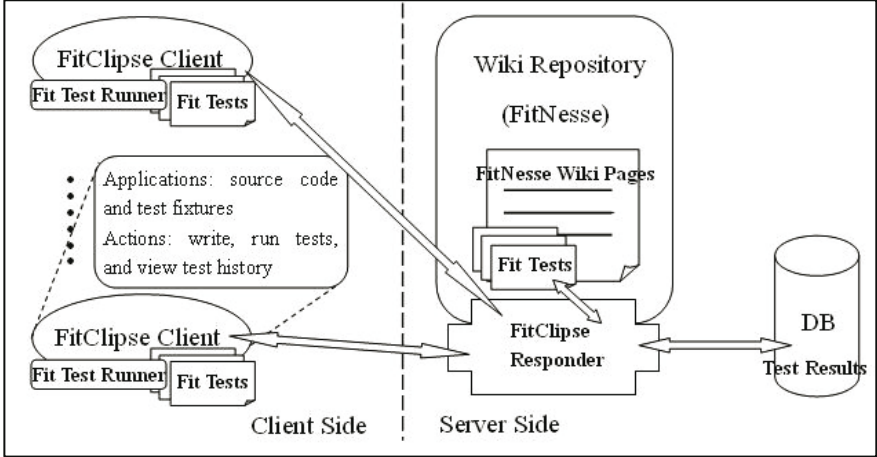 FitClipse Client
Fit Test Runner
Fit Tests
Applications: source code
and test fixtures
Actions: write, run tests,
and view test history
FitClipse Client
Fit Test Runner
Fit Tests
Client Side
Wiki Repository
(FitNesse)
FitNesse Wiki Pages
Fit Tests
FitClipse
Responder
DB
Test Results
Server Side